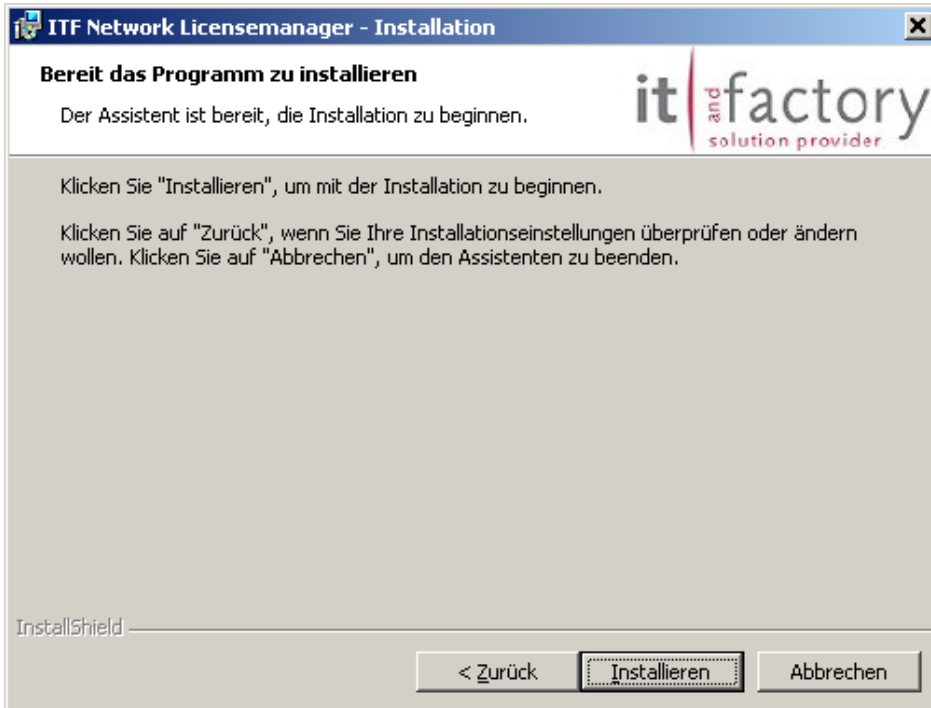 ITF Network Licensemanager - Installation
Bereit das Programm zu installieren
Der Assistent ist bereit, die Installation zu beginnen.
it and factory
solution provider
Klicken Sie "Installieren", um mit der Installation zu beginnen.
Klicken Sie auf "Zurück", wenn Sie Ihre Installationseinstellungen überprüfen oder ändern
wollen. Klicken Sie auf "Abbrechen", um den Assistenten zu beenden.
InstallShield
< Zurück Installieren Abbrechen